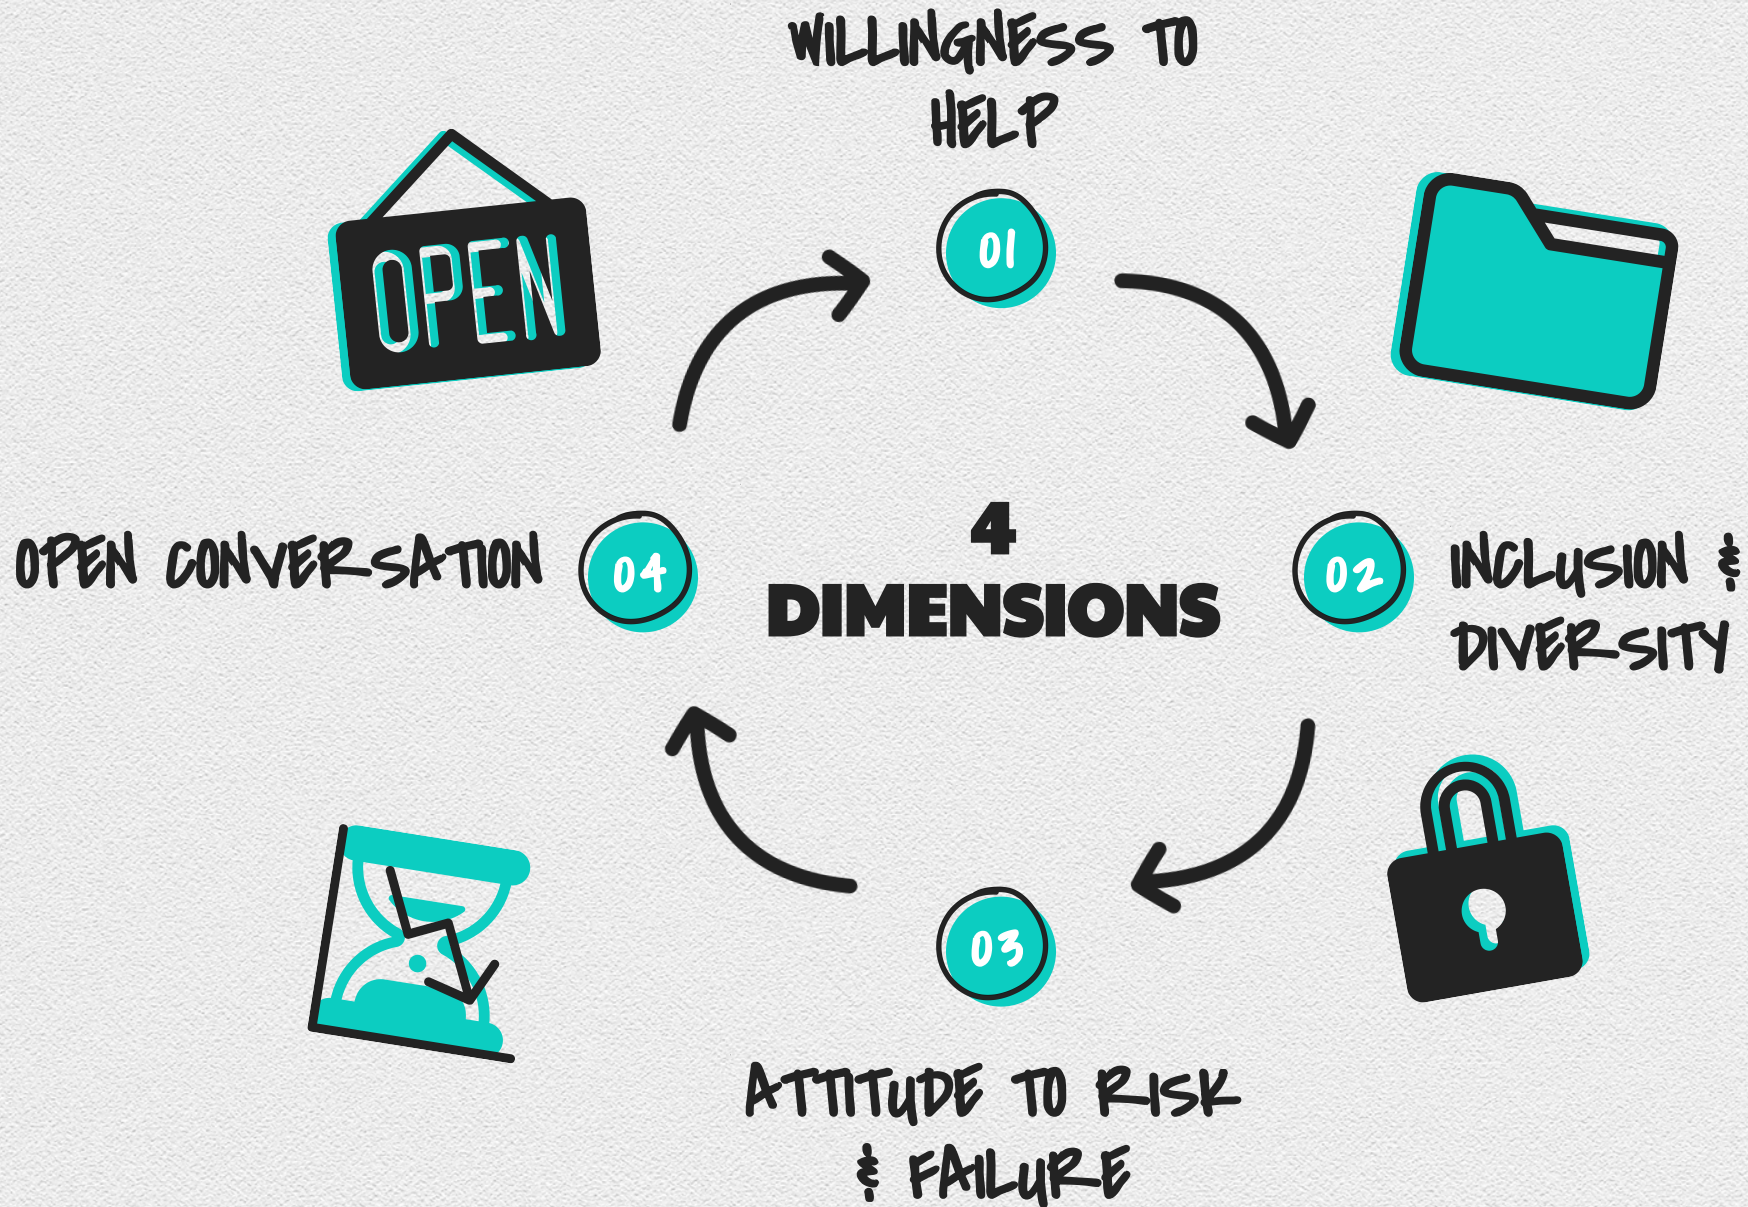 WILLINGNESS TO
HELP
01
OPEN
4
DIMENSIONS
02
INCLUSION &
DIVERSITY
03
ATTITUDE TO RISK
& FAILURE
04
OPEN CONVERSATION